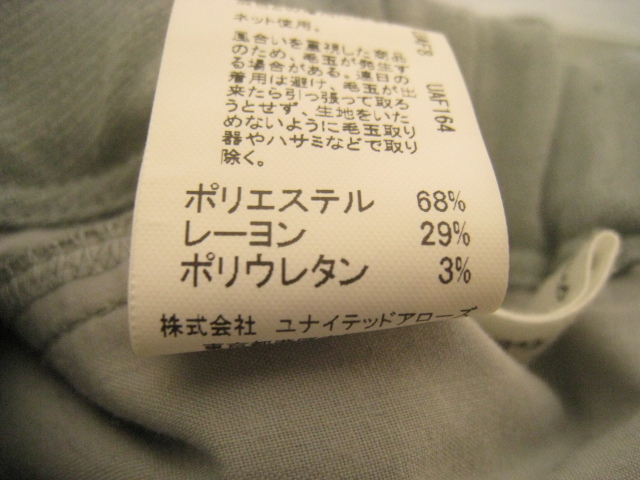 ネット使用。
風合いを重視した商品
のため、毛玉が発生す
る場合がある。連日の
着用は避け、毛玉が出
来たら引っ張って取ろ
うとせず、生地をいた
めないように毛玉取り
器やハサミなどで取り
除く。
UAF164
ポリエステル 68%
レーヨン 29%
ポリウレタン 3%
株式会社 ユナイテッドアローズ